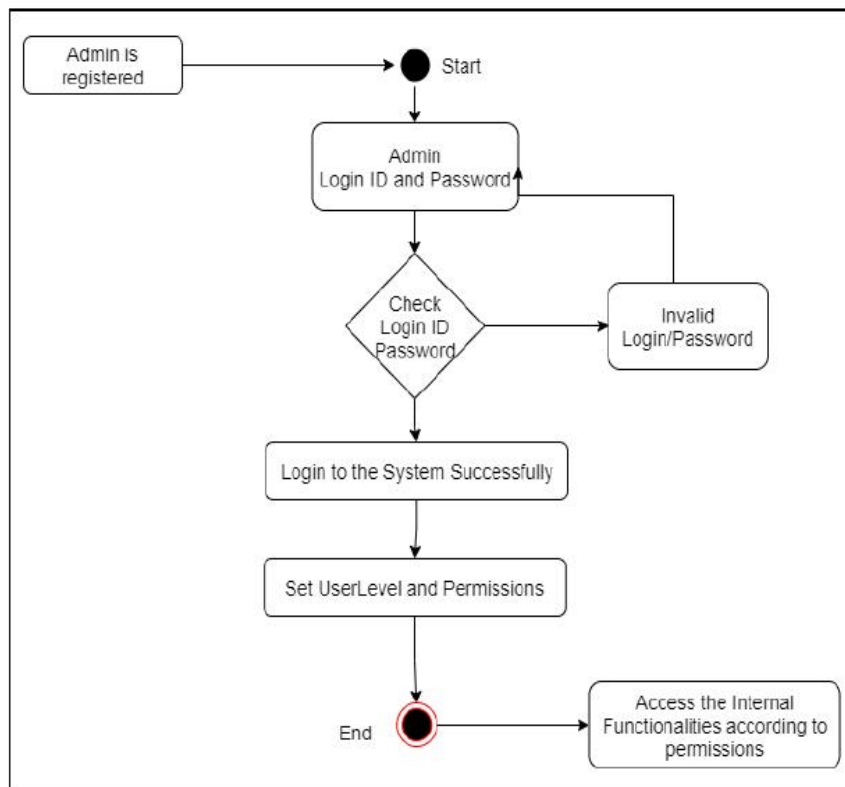 Admin is
registered
Start
Admin
Login ID and Password
Check
Login ID
Password
Invalid
Login/Password
Login to the System Successfully
Set UserLevel and Permissions
End
Access the Internal
Functionalities according to
permissions